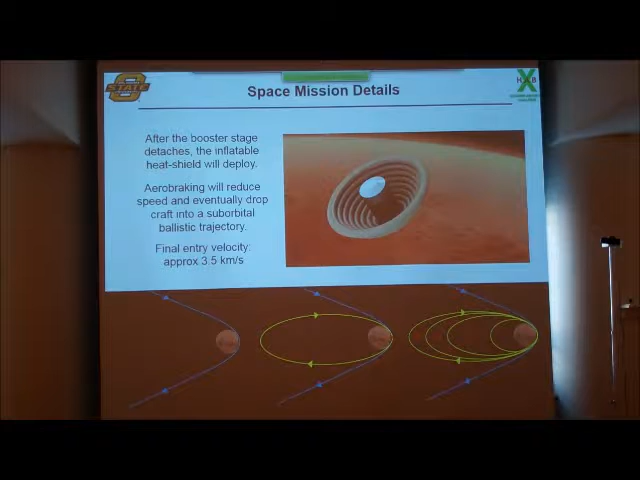 STATE
Space Mission Details
After the booster stage
detaches, the inflatable
heat-shield will deploy.
Aerobraking will reduce
speed and eventually drop
craft into a suborbital
ballistic trajectory.
Final entry velocity:
approx 3.5 km/s